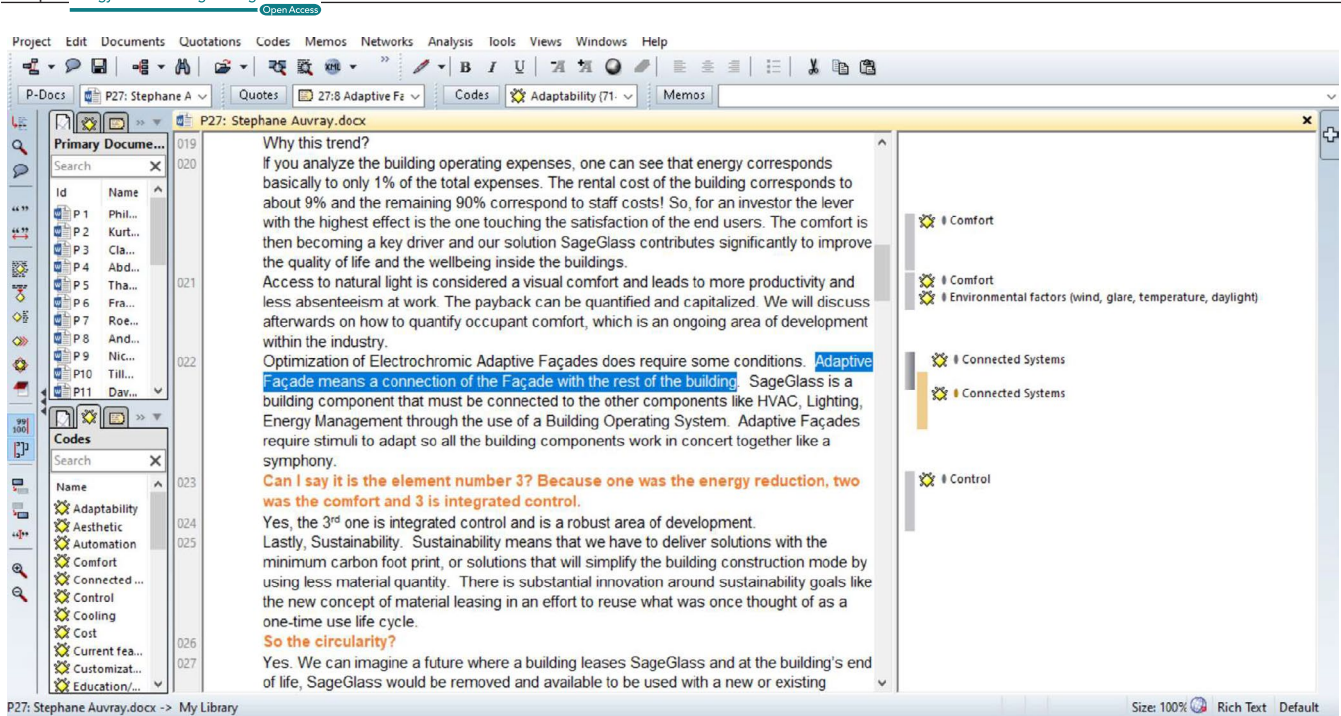 Open Access
Project Edit Documents Quotations Codes Memos Networks Analysis Tools Views Windows Help
P-Docs P27: Stephane A Quotes 27:8 Adaptive Fa Codes Adaptability (71- Memos
P27: Stephane Auvray.docx
Primary Docume...
Search
Id Name
P 1 Phil...
P 2 Kurt...
P 3 Cla...
P 4 Abd...
P 5 Tha...
P 6 Fra...
P 7 Roe...
P 8 And...
P 9 Nic...
P10 Till...
P11 Dav...
Codes
Search
Name
Adaptability
Aesthetic
Automation
Comfort
Connected ...
Control
Cooling
Cost
Current fea...
Customizat...
Education/...
019 Why this trend?
020 If you analyze the building operating expenses, one can see that energy corresponds
basically to only 1% of the total expenses. The rental cost of the building corresponds to
about 9% and the remaining 90% correspond to staff costs! So, for an investor the lever
with the highest effect is the one touching the satisfaction of the end users. The comfort is
then becoming a key driver and our solution SageGlass contributes significantly to improve
the quality of life and the wellbeing inside the buildings.
021 Access to natural light is considered a visual comfort and leads to more productivity and
less absenteeism at work. The payback can be quantified and capitalized. We will discuss
afterwards on how to quantify occupant comfort, which is an ongoing area of development
within the industry.
022 Optimization of Electrochromic Adaptive Façades does require some conditions. Adaptive
Façade means a connection of the Façade with the rest of the building. SageGlass is a
building component that must be connected to the other components like HVAC, Lighting,
Energy Management through the use of a Building Operating System. Adaptive Façades
require stimuli to adapt so all the building components work in concert together like a
symphony.
023 Can I say it is the element number 3? Because one was the energy reduction, two
was the comfort and 3 is integrated control.
024 Yes, the 3rd one is integrated control and is a robust area of development.
025 Lastly, Sustainability. Sustainability means that we have to deliver solutions with the
minimum carbon foot print, or solutions that will simplify the building construction mode by
using less material quantity. There is substantial innovation around sustainability goals like
the new concept of material leasing in an effort to reuse what was once thought of as a
one-time use life cycle.
026 So the circularity?
027 Yes. We can imagine a future where a building leases SageGlass and at the building's end
of life, SageGlass would be removed and available to be used with a new or existing
Comfort
Comfort
Environmental factors (wind, glare, temperature, daylight)
Connected Systems
Connected Systems
Control
P27: Stephane Auvray.docx -> My Library
Size: 100% Rich Text Default